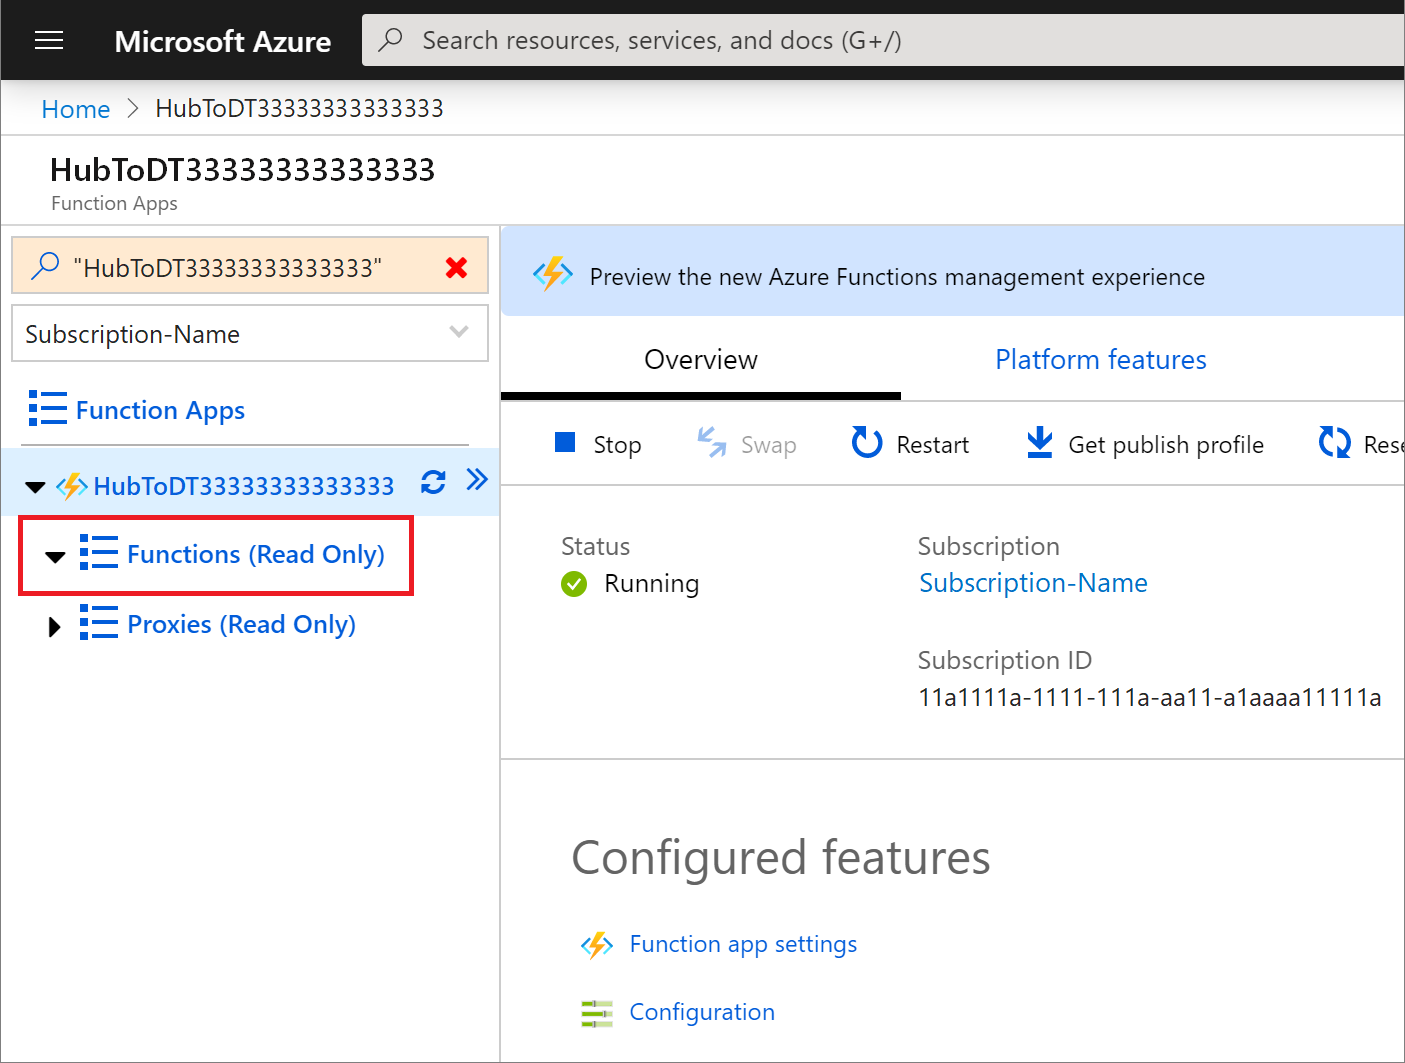 Microsoft Azure
Search resources, services, and docs (G+/)
Home > HubToDT33333333333333
HubToDT33333333333333
Function Apps
"HubToDT33333333333333"
Subscription-Name
Function Apps
HubToDT33333333333333
Functions (Read Only)
Proxies (Read Only)
Preview the new Azure Functions management experience
Overview
Platform features
Stop
Swap
Restart
Get publish profile
Rese
Status
Running
Subscription
Subscription-Name
Subscription ID
11a1111a-1111-111a-aa11-a1aaaa11111a
Configured features
Function app settings
Configuration